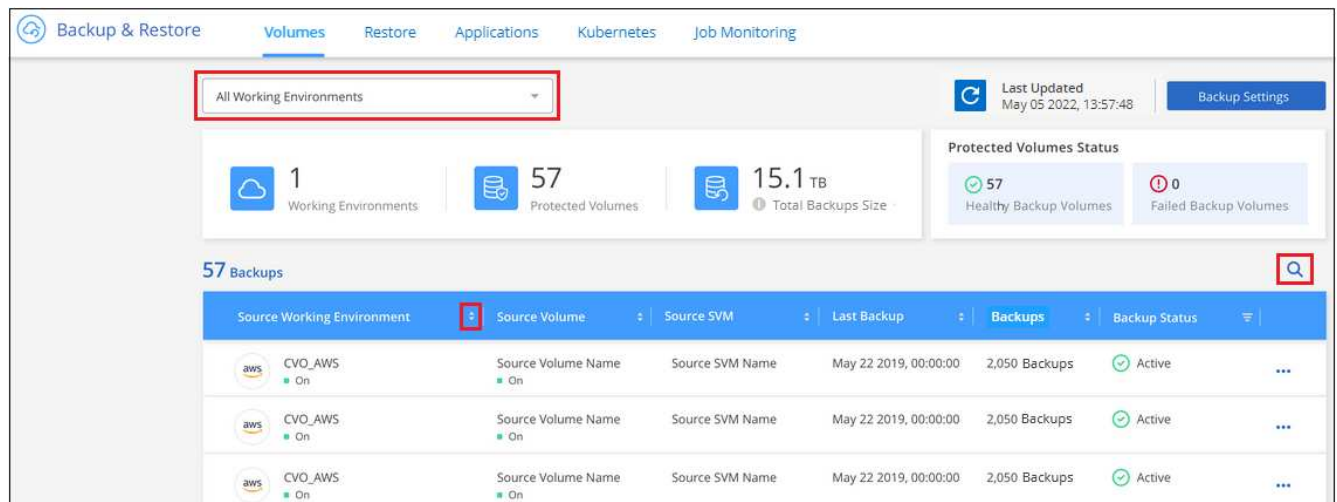 Backup & Restore Volumes Restore Applications Kubernetes Job Monitoring
All Working Environments
Last Updated
May 05 2022, 13:57:48
Backup Settings
1
Working Environments
57
Protected Volumes
15.1 TB
Total Backups Size
Protected Volumes Status
57
Healthy Backup Volumes
0
Failed Backup Volumes
57 Backups
Source Working Environment Source Volume Source SVM Last Backup Backups Backup Status
aws CVO_AWS Source Volume Name Source SVM Name May 22 2019, 00:00:00 2,050 Backups Active
On On
aws CVO_AWS Source Volume Name Source SVM Name May 22 2019, 00:00:00 2,050 Backups Active
On On
aws CVO_AWS Source Volume Name Source SVM Name May 22 2019, 00:00:00 2,050 Backups Active
On On